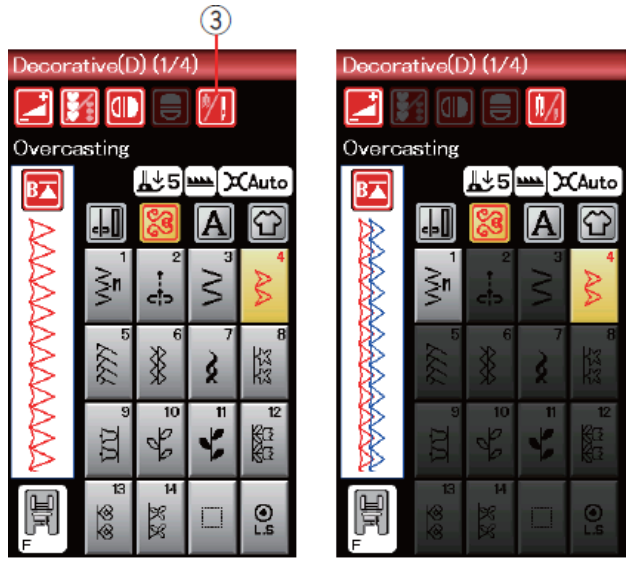 ③
Decorative(D) (1/4)
Overcasting
B
5
Auto
A
1
n
2
3
4
5
6
7
8
9
10
11
12
13
14
L.S
F
Decorative(D) (1/4)
Overcasting
B
5
Auto
A
1
n
2
3
4
5
6
7
8
9
10
11
12
13
14
L.S
F